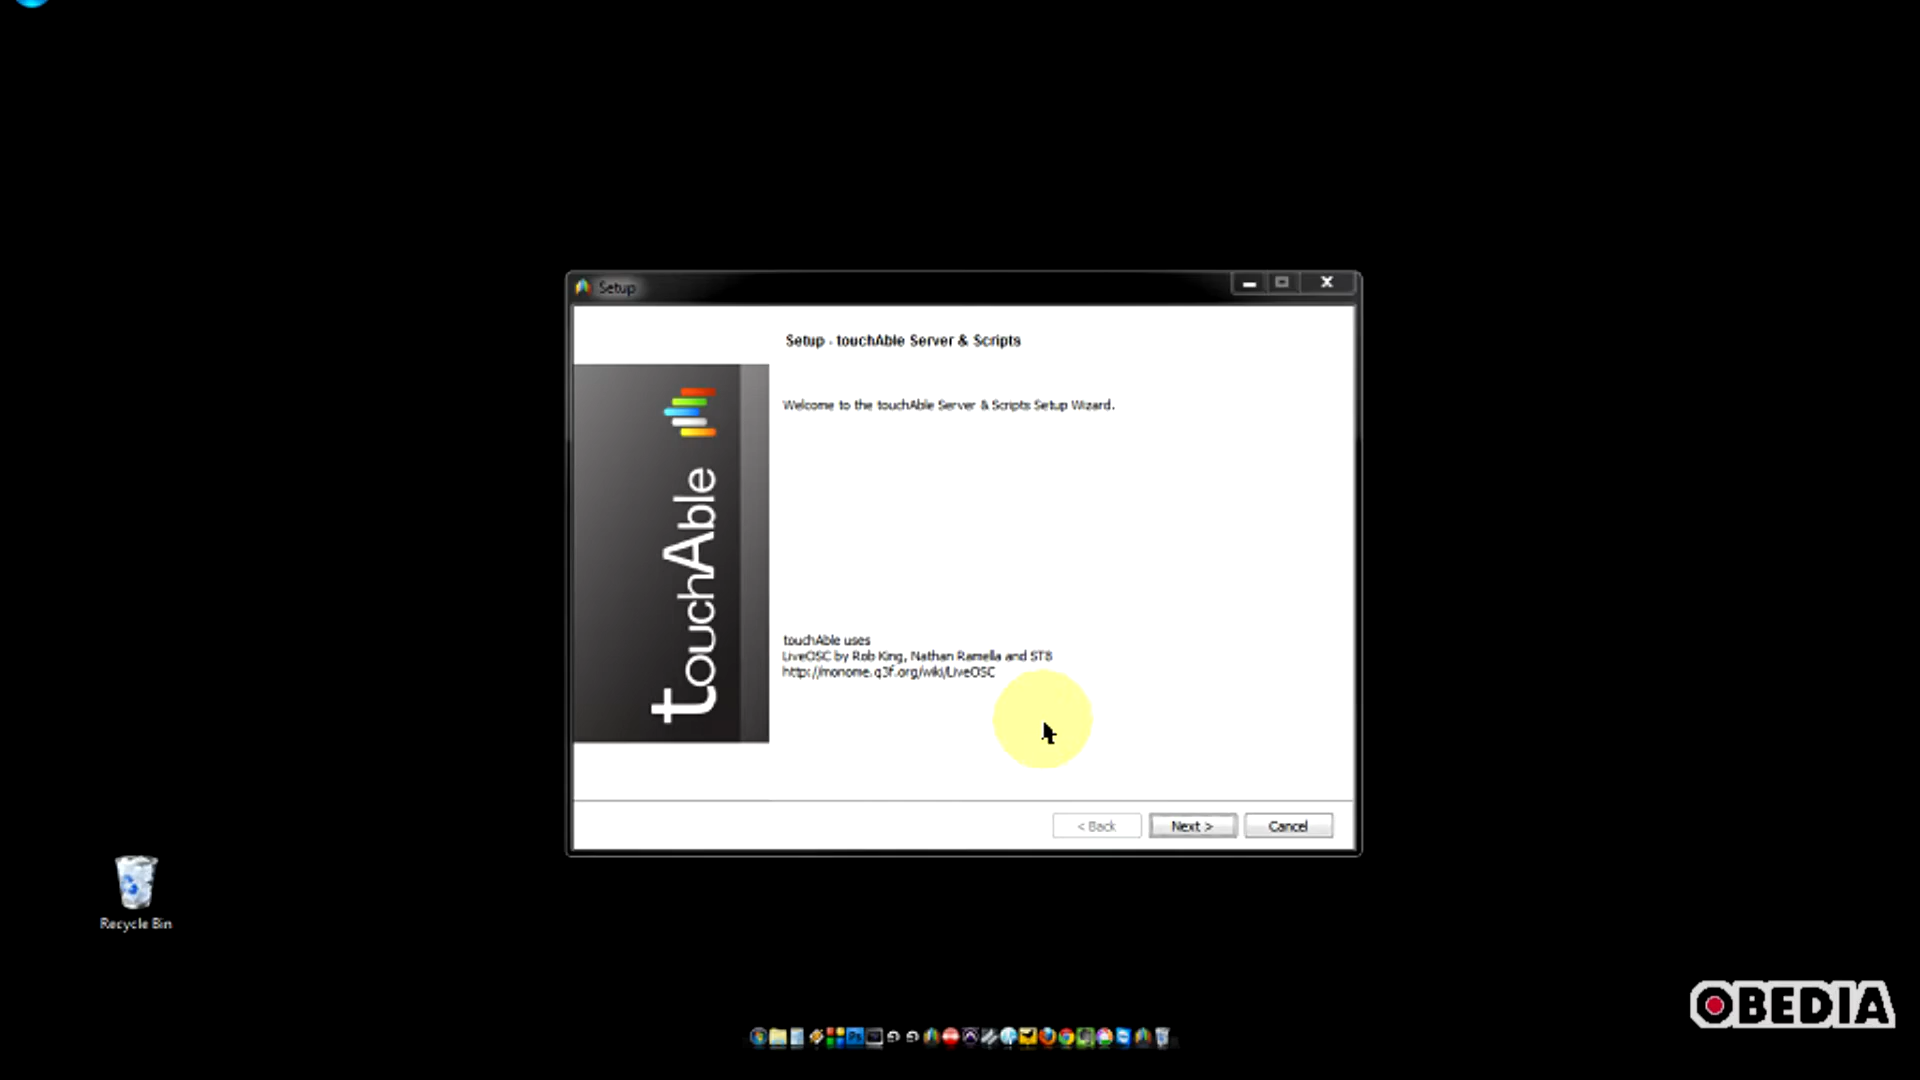 Setup
Setup - touchAble Server & Scripts
Welcome to the touchAble Server & Scripts Setup Wizard.
touchAble
touchAble uses
LiveOSC by Rob King, Nathan Ramella and ST8
http://monome.q3f.org/wiki/LiveOSC
< Back
Next >
Cancel
Recycle Bin
OBEDIA